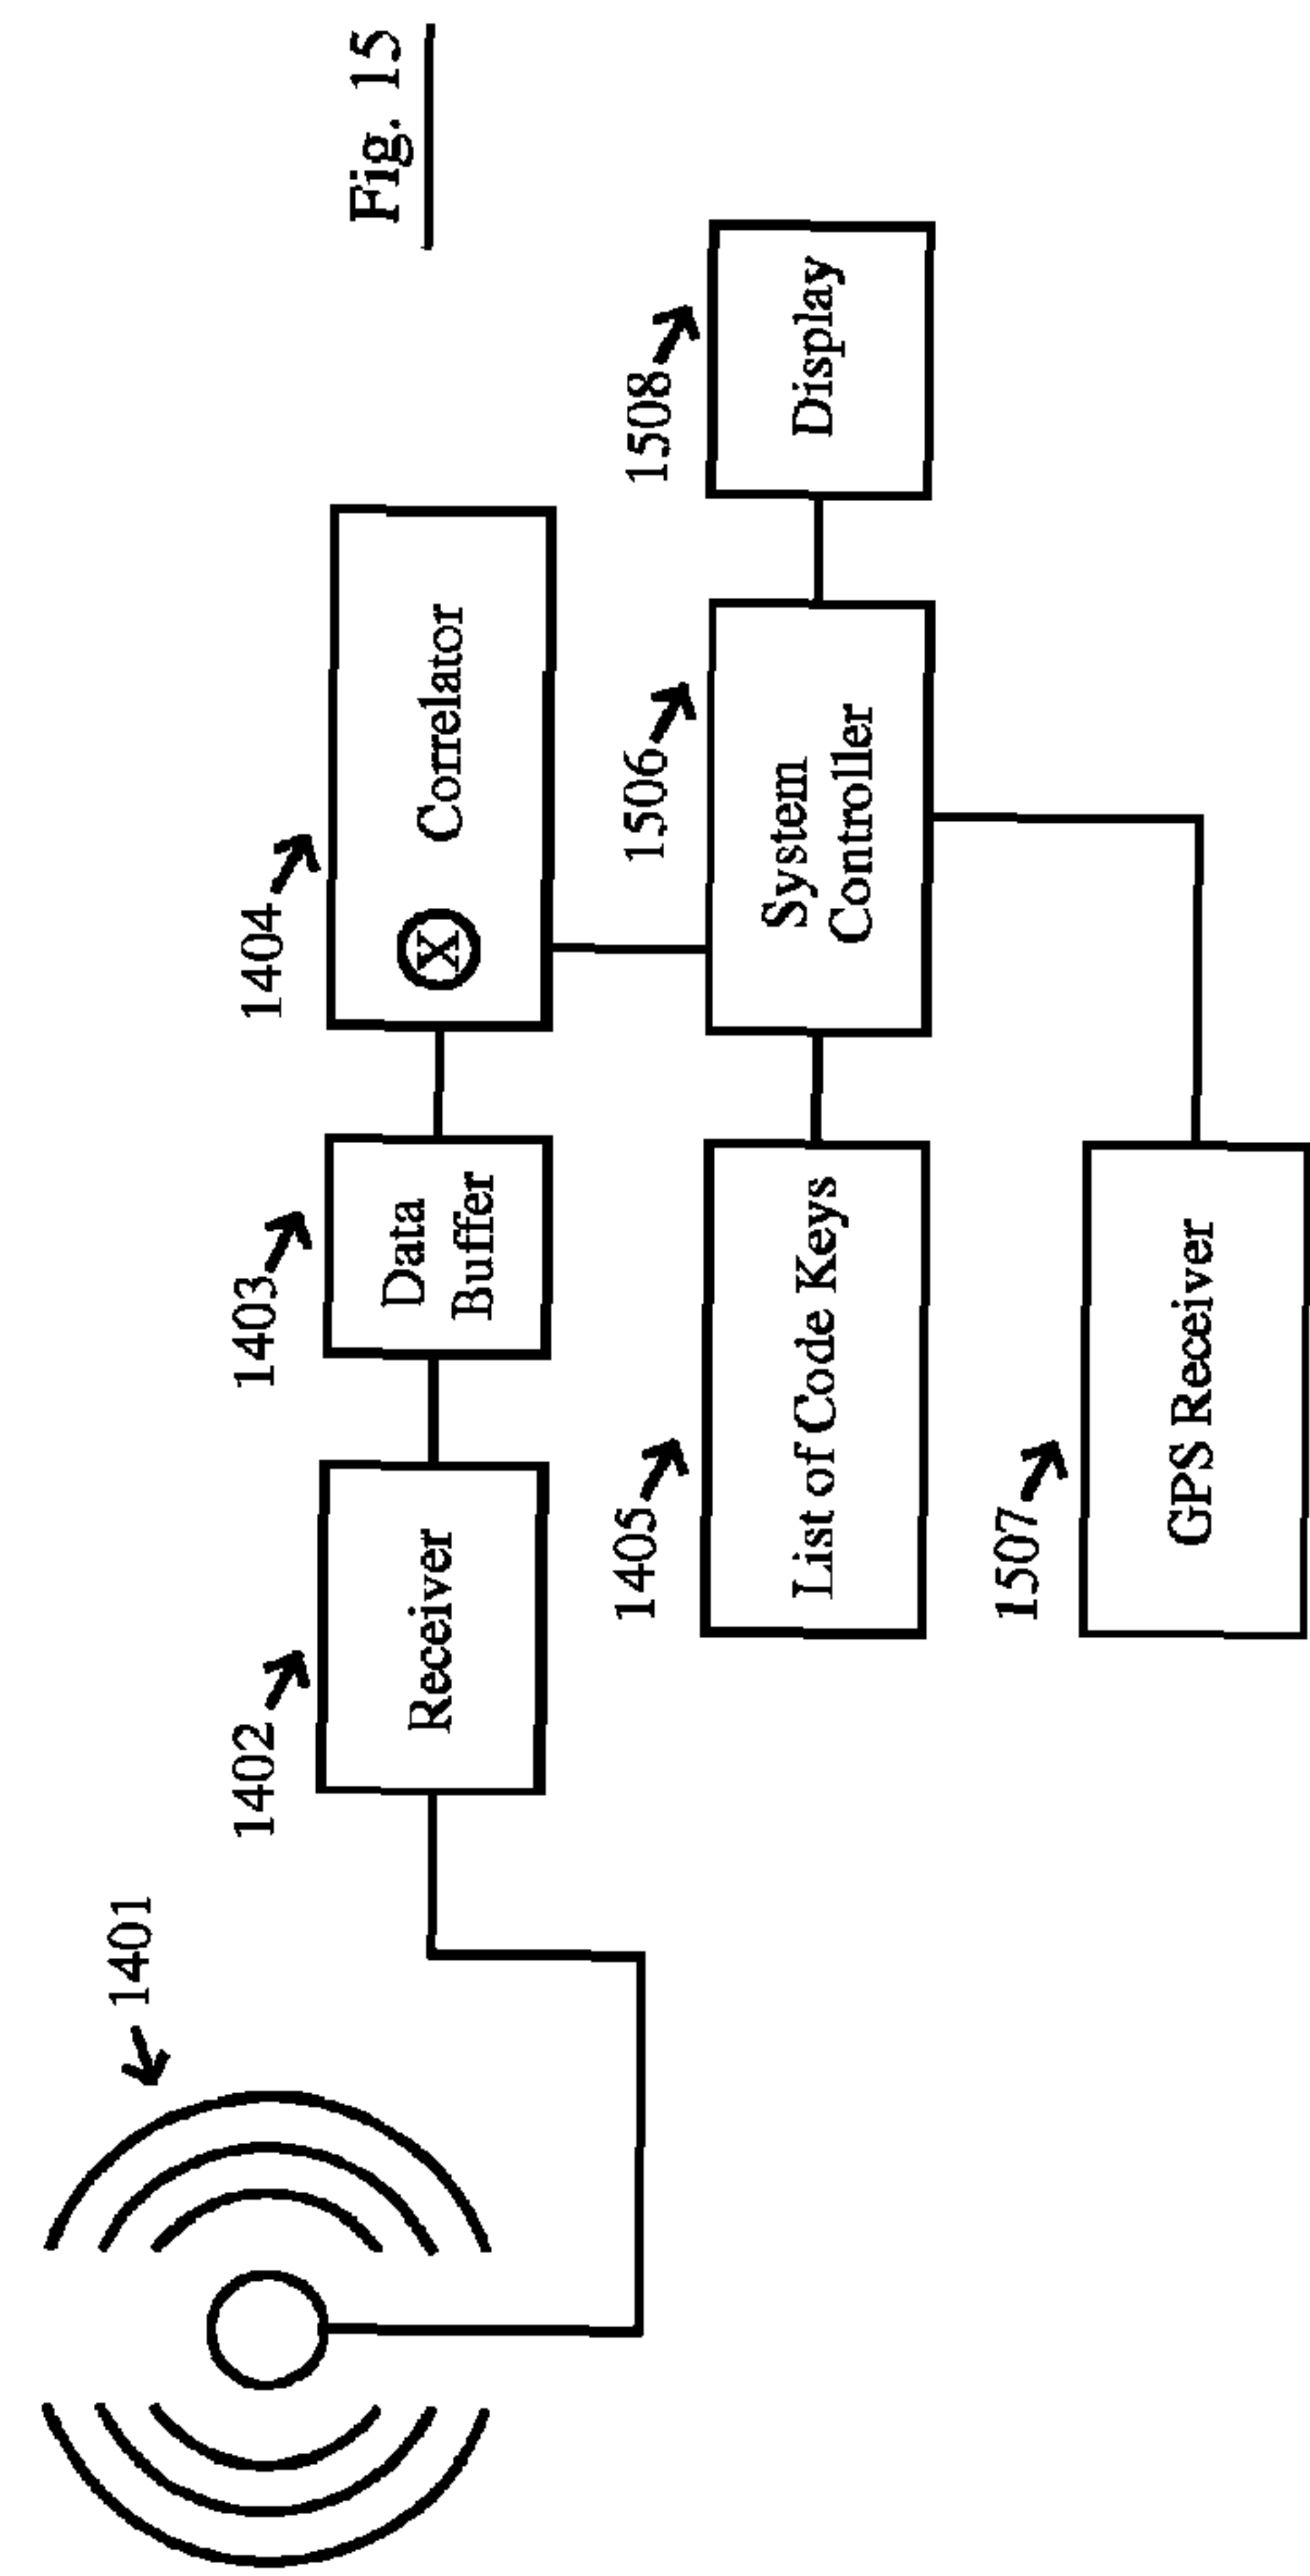 Fig. 15
1401
1402
Receiver
1403
Data
Buffer
1404
X Correlator
1405
List of Code Keys
1506
System
Controller
1508
Display
1507
GPS Receiver